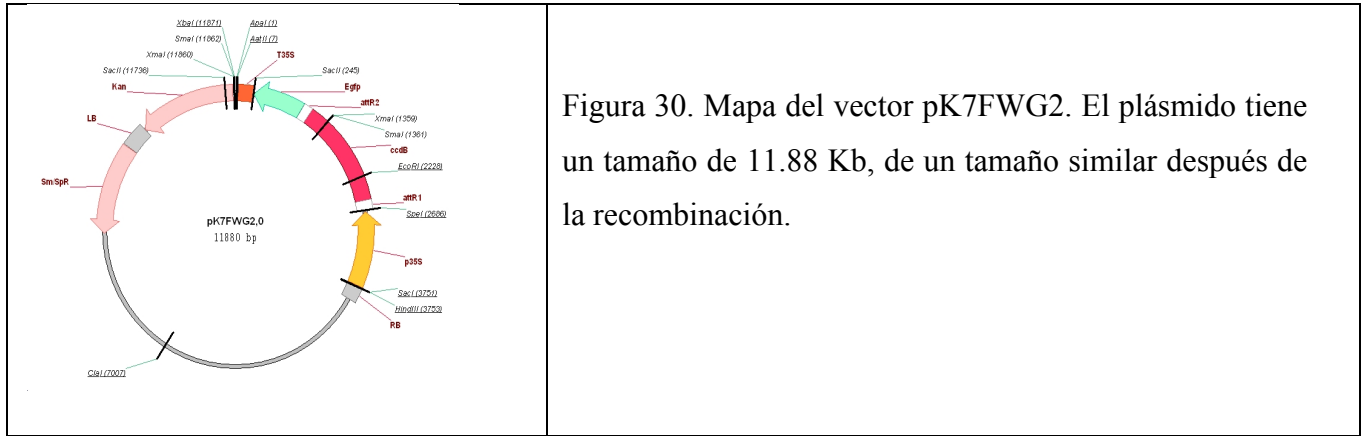 XbaI (11871)
ApaI (1)
SmaI (11862)
AatII (7)
XmaI (11860)
T35S
SacII (11736)
SacII (245)
Kan
Egfp
attR2
LB
XmaI (1359)
SmaI (1361)
ccdB
EcoRI (2228)
Sm/SpR
attR1
SpeI (2686)
pK7FWG2,0
11880 bp
p35S
SacI (3751)
HindIII (3753)
RB
ClaI (7007)
Figura 30. Mapa del vector pK7FWG2. El plásmido tiene
un tamaño de 11.88 Kb, de un tamaño similar después de
la recombinación.